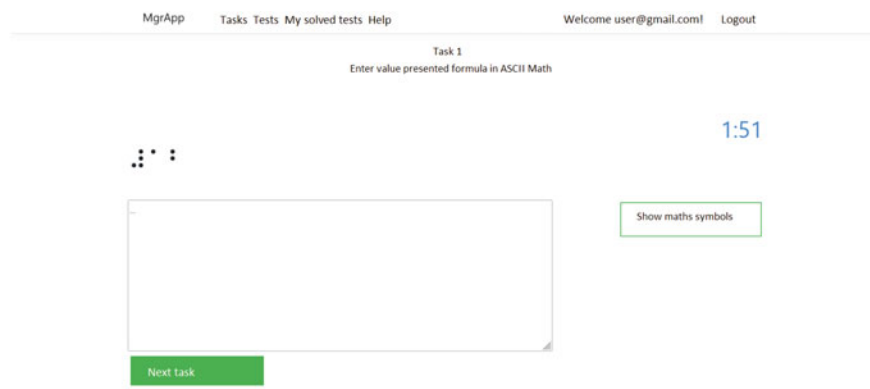 MgrApp Tasks Tests My solved tests Help Welcome user@gmail.com! Logout
Task 1
Enter value presented formula in ASCII Math
1:51
Show maths symbols
Next task